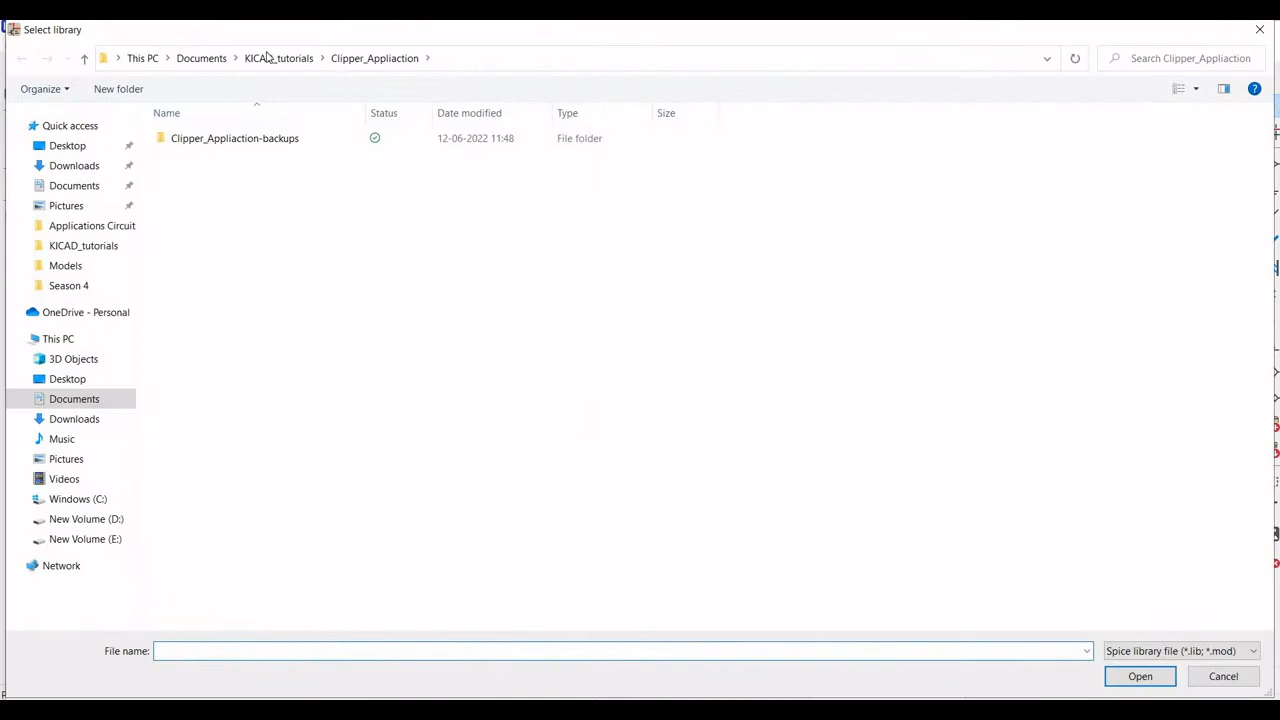 Select library
This PC
Documents
KICAD_tutorials
Clipper_Appliaction
Search Clipper_Appliaction
Organize
New folder
Name
Status
Date modified
Type
Size
Clipper_Appliaction-backups
12-06-2022 11:48
File folder
Quick access
Desktop
Downloads
Documents
Pictures
Applications Circuit
KICAD_tutorials
Models
Season 4
OneDrive - Personal
This PC
3D Objects
Desktop
Documents
Downloads
Music
Pictures
Videos
Windows (C:)
New Volume (D:)
New Volume (E:)
Network
File name:
Spice library file (*.lib; *.mod)
Open
Cancel